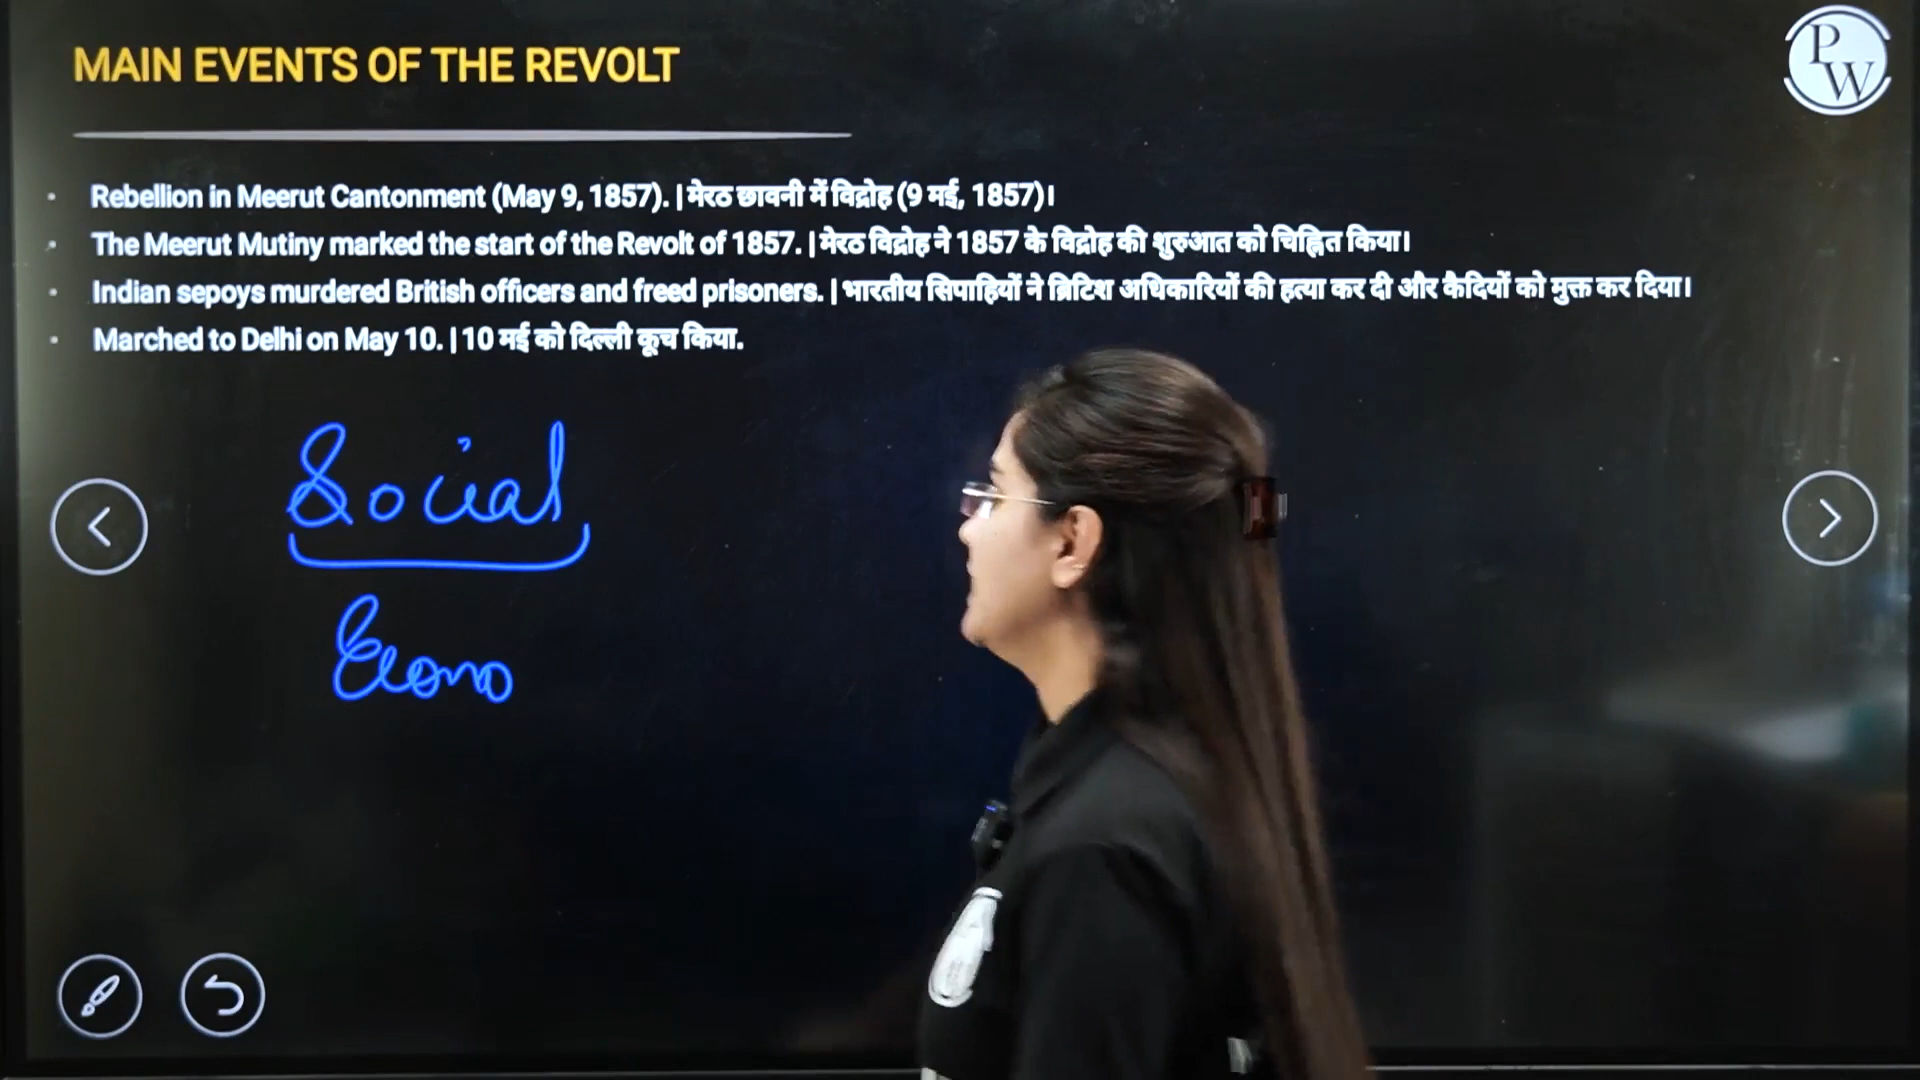 PW
MAIN EVENTS OF THE REVOLT
Rebellion in Meerut Cantonment (May 9, 1857). | मेरठ छावनी में विद्रोह (9 मई, 1857)।
The Meerut Mutiny marked the start of the Revolt of 1857. | मेरठ विद्रोह ने 1857 के विद्रोह की शुरुआत को चिह्नित किया।
Indian sepoys murdered British officers and freed prisoners. | भारतीय सिपाहियों ने ब्रिटिश अधिकारियों की हत्या कर दी और कैदियों को मुक्त कर दिया।
Marched to Delhi on May 10. | 10 मई को दिल्ली कूच किया.
Social
Econo